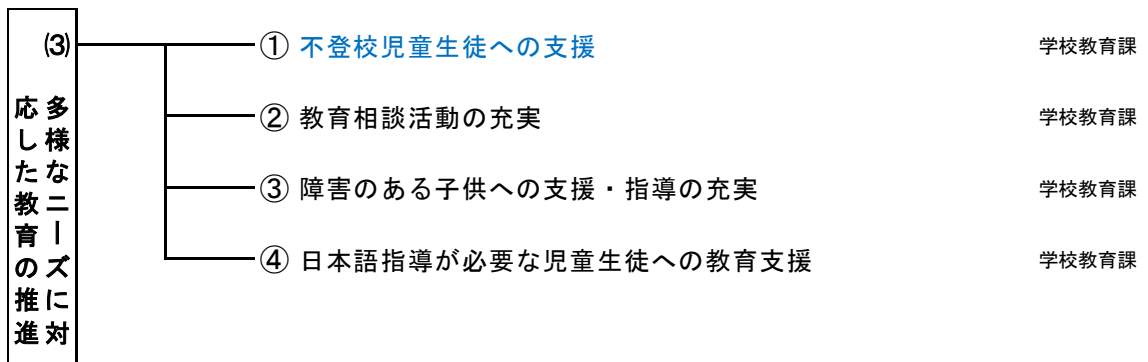 ⑶
多様なニーズに対
応した教育の推進
① 不登校児童生徒への支援 学校教育課
② 教育相談活動の充実 学校教育課
③ 障害のある子供への支援・指導の充実 学校教育課
④ 日本語指導が必要な児童生徒への教育支援 学校教育課